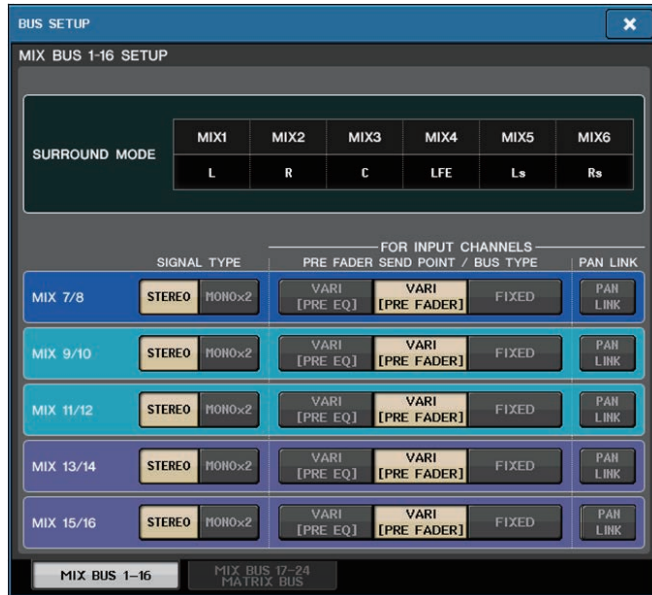 BUS SETUP
×
MIX BUS 1-16 SETUP
SURROUND MODE
MIX1 MIX2 MIX3 MIX4 MIX5 MIX6
L R C LFE Ls Rs
FOR INPUT CHANNELS
SIGNAL TYPE PRE FADER SEND POINT / BUS TYPE PAN LINK
MIX 7/8 STEREO MONO×2 VARI [PRE EQ] VARI [PRE FADER] FIXED PAN LINK
MIX 9/10 STEREO MONO×2 VARI [PRE EQ] VARI [PRE FADER] FIXED PAN LINK
MIX 11/12 STEREO MONO×2 VARI [PRE EQ] VARI [PRE FADER] FIXED PAN LINK
MIX 13/14 STEREO MONO×2 VARI [PRE EQ] VARI [PRE FADER] FIXED PAN LINK
MIX 15/16 STEREO MONO×2 VARI [PRE EQ] VARI [PRE FADER] FIXED PAN LINK
MIX BUS 1-16
MIX BUS 17-24
MATRIX BUS